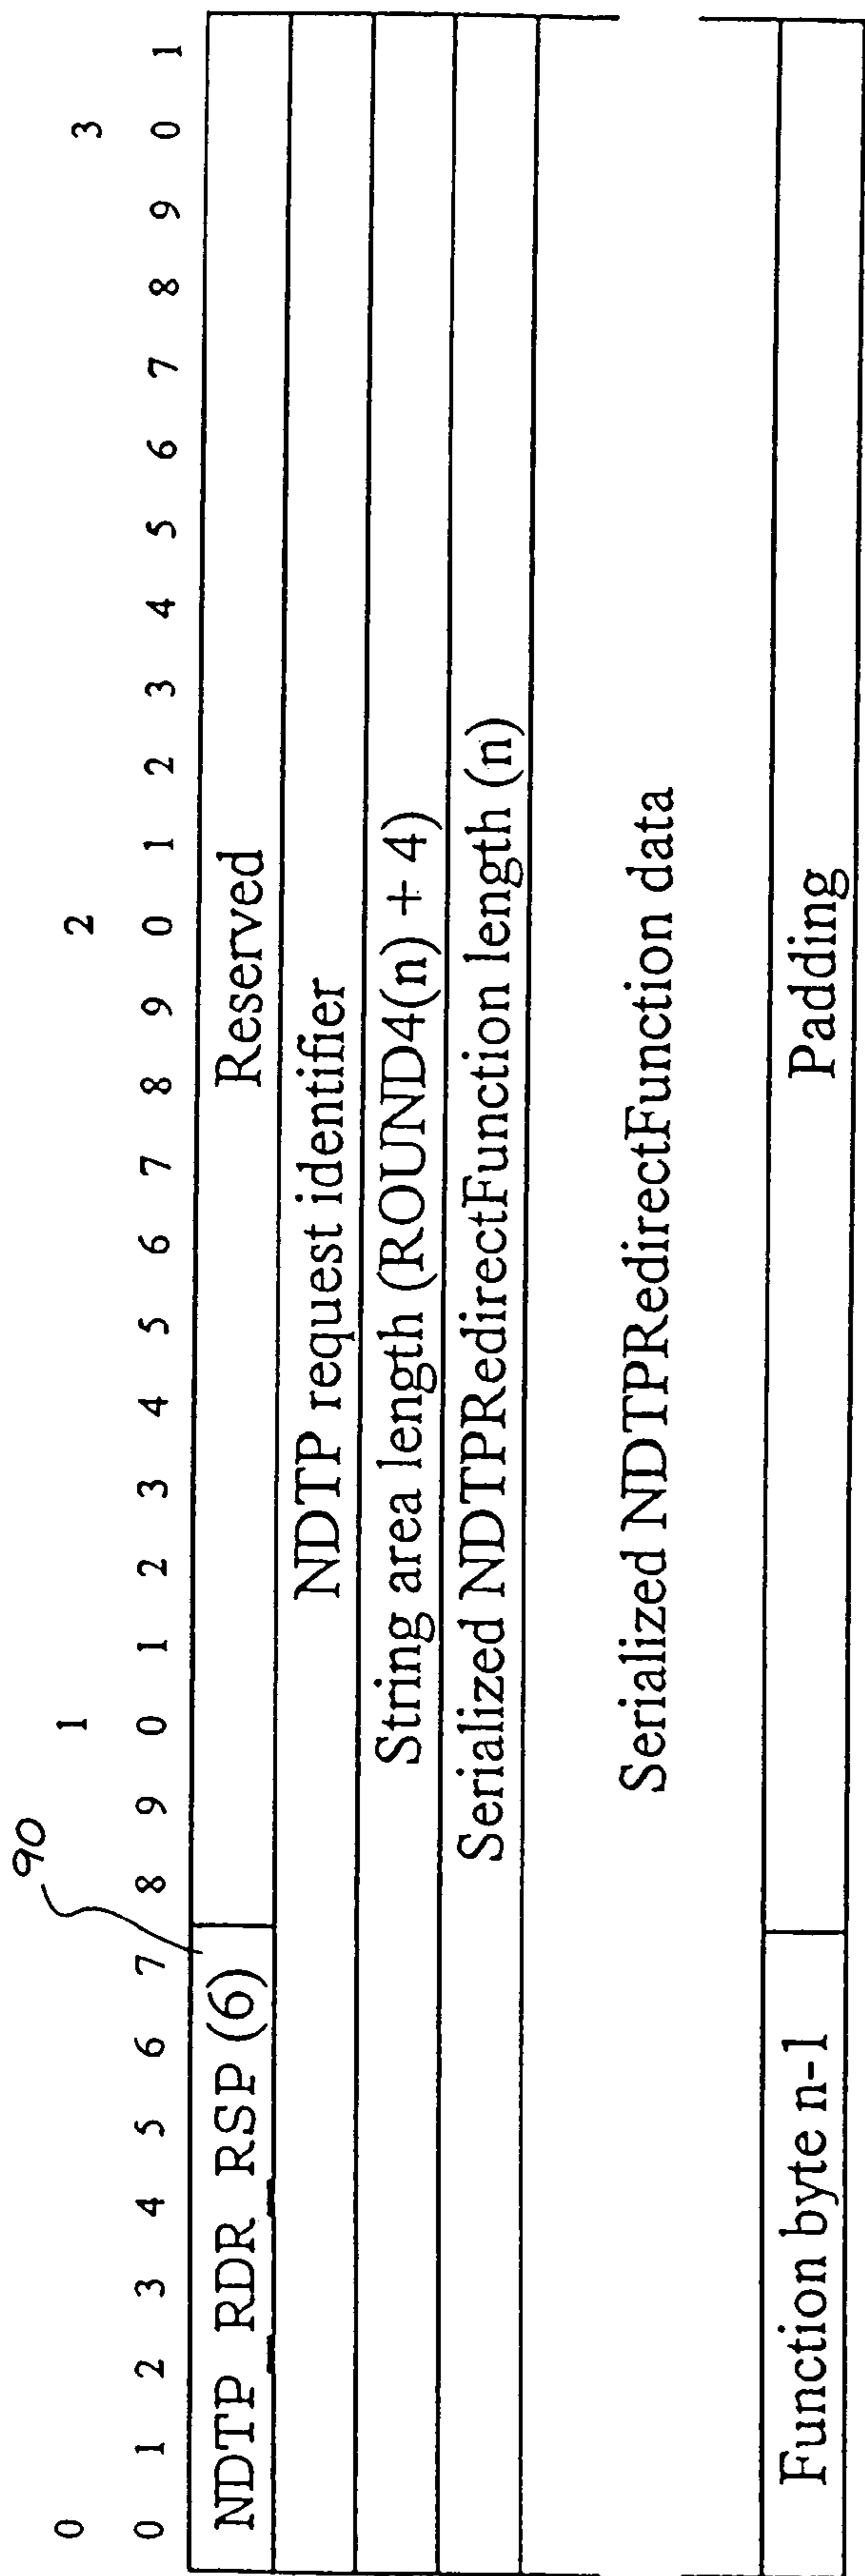 90
0 1 2 3
0 1 2 3 4 5 6 7 8 9 0 1 2 3 4 5 6 7 8 9 0 1 2 3 4 5 6 7 8 9 0 1
NDTP_RDR_RSP (6) Reserved
NDTP request identifier
String area length (ROUND4(n) + 4)
Serialized NDTPRedirectFunction length (n)
Serialized NDTPRedirectFunction data
Function byte n-1 Padding